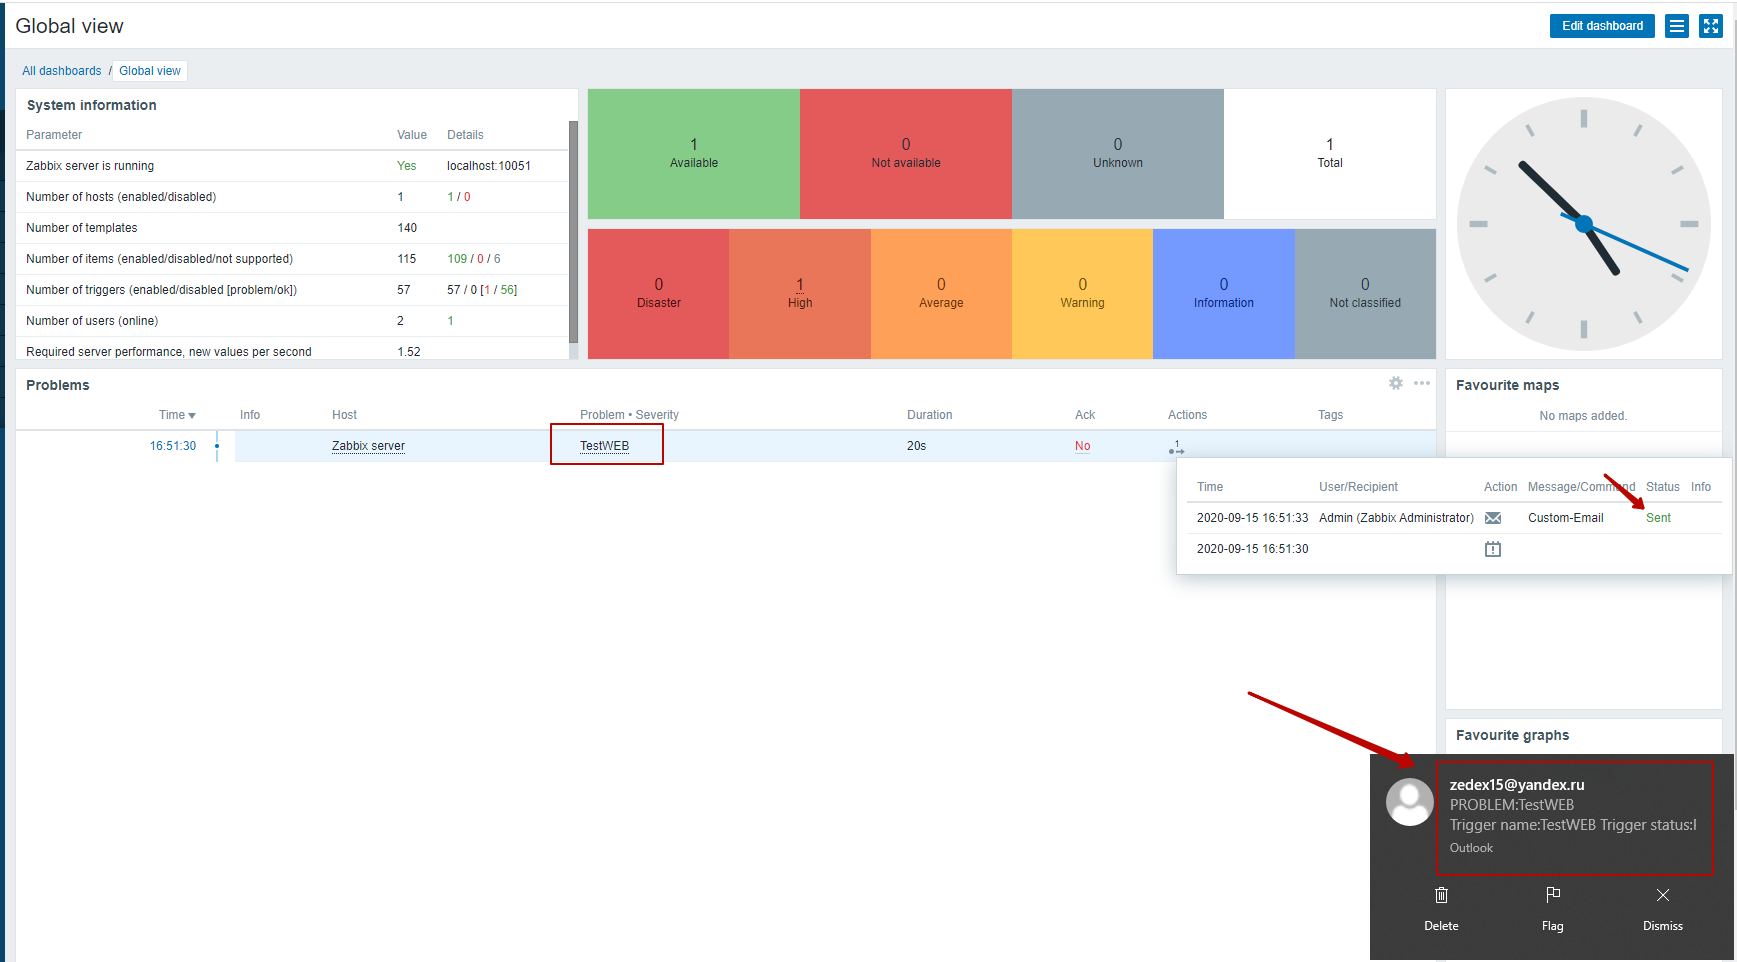 Global view
Edit dashboard
All dashboards / Global view
System information
Parameter Value Details
Zabbix server is running Yes localhost:10051
Number of hosts (enabled/disabled) 1 1 / 0
Number of templates 140
Number of items (enabled/disabled/not supported) 115 109 / 0 / 6
Number of triggers (enabled/disabled [problem/ok]) 57 57 / 0 [1 / 56]
Number of users (online) 2 1
Required server performance, new values per second 1.52
1
Available
0
Not available
0
Unknown
1
Total
0
Disaster
1
High
0
Average
0
Warning
0
Information
0
Not classified
Problems
Time Info Host Problem • Severity Duration Ack Actions Tags
16:51:30 Zabbix server TestWEB 20s No 1
Favourite maps
No maps added.
Time User/Recipient Action Message/Command Status Info
2020-09-15 16:51:33 Admin (Zabbix Administrator) Custom-Email Sent
2020-09-15 16:51:30
Favourite graphs
zedex15@yandex.ru
PROBLEM:TestWEB
Trigger name:TestWEB Trigger status:
Outlook
Delete Flag Dismiss